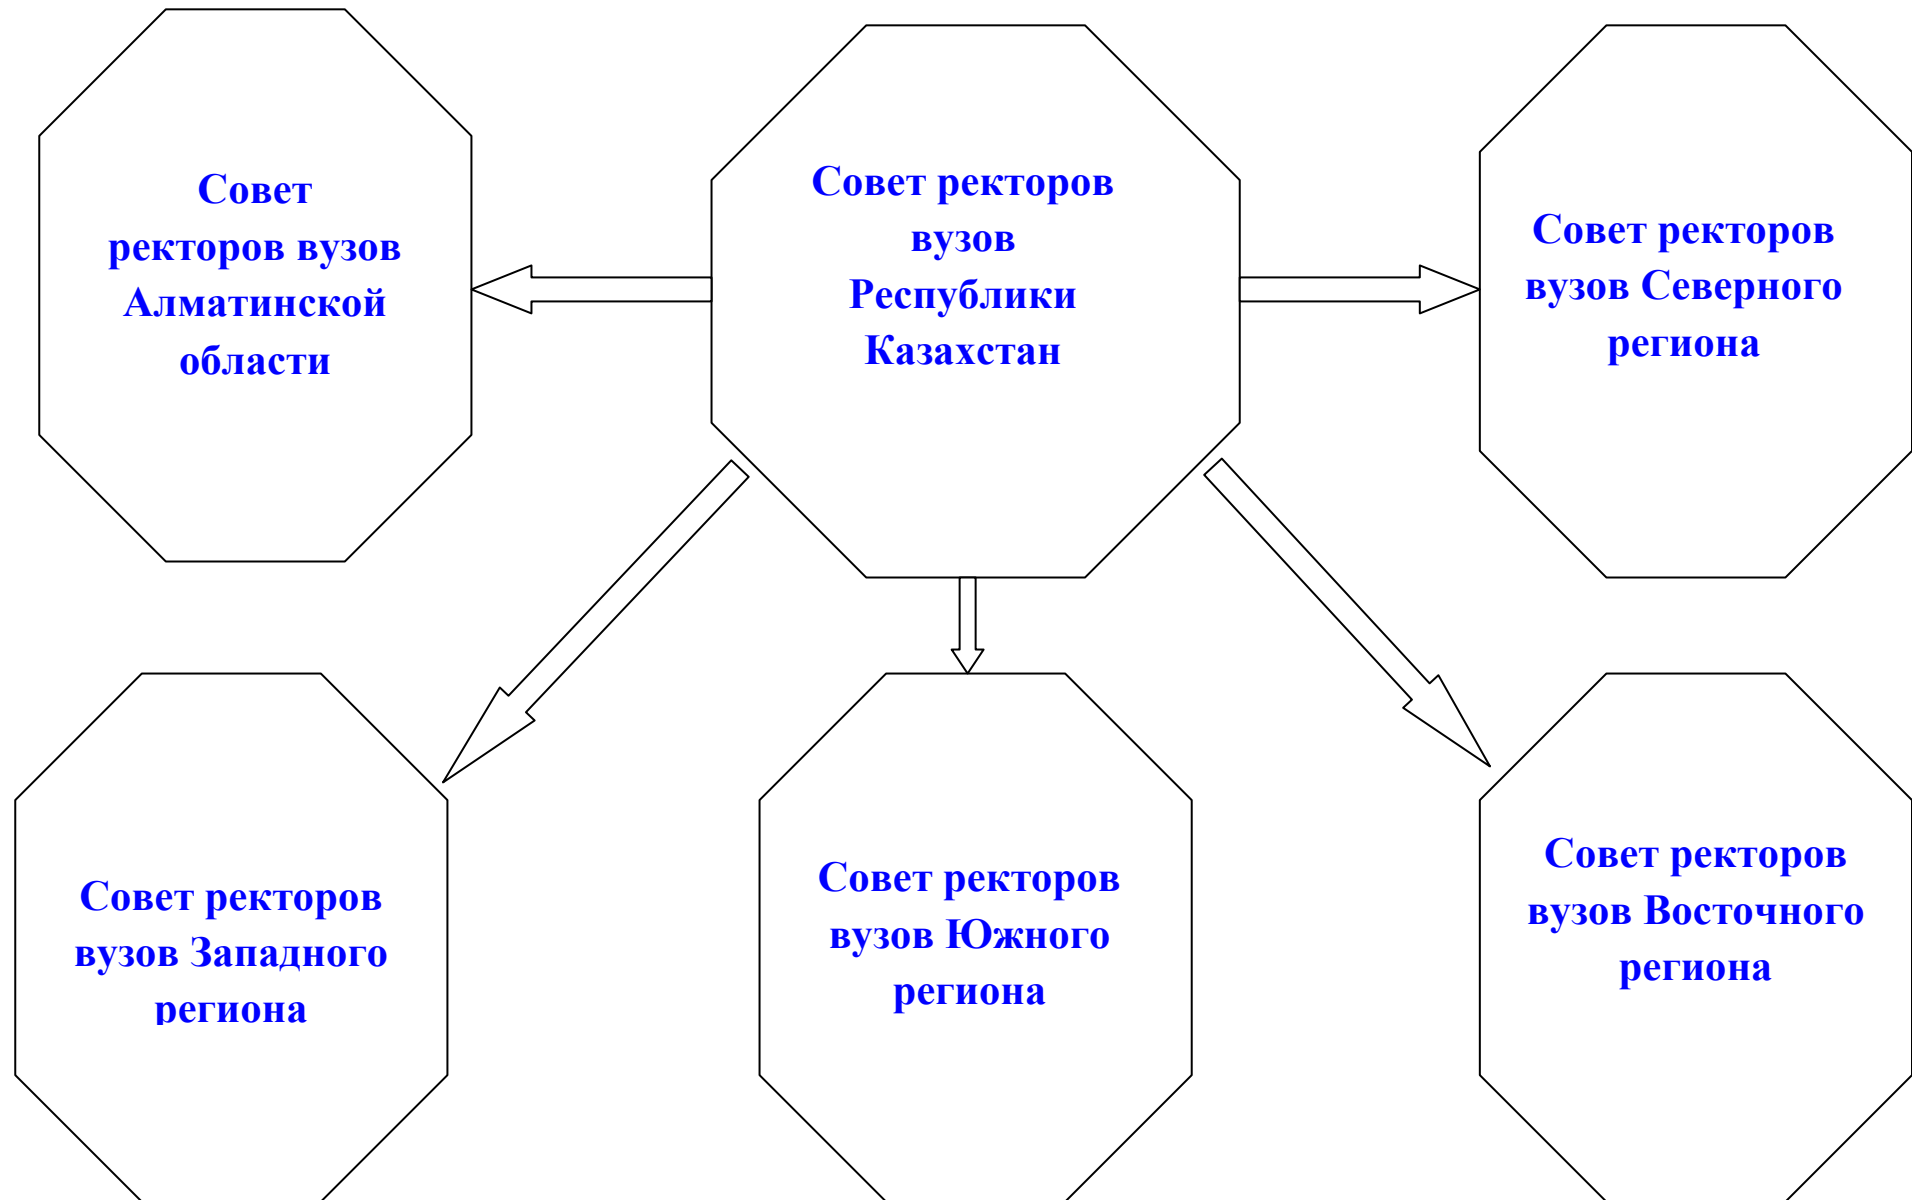 Совет
ректоров вузов
Алматинской
области
Совет ректоров
вузов
Республики
Казахстан
Совет ректоров
вузов Северного
региона
Совет ректоров
вузов Западного
региона
Совет ректоров
вузов Южного
региона
Совет ректоров
вузов Восточного
региона